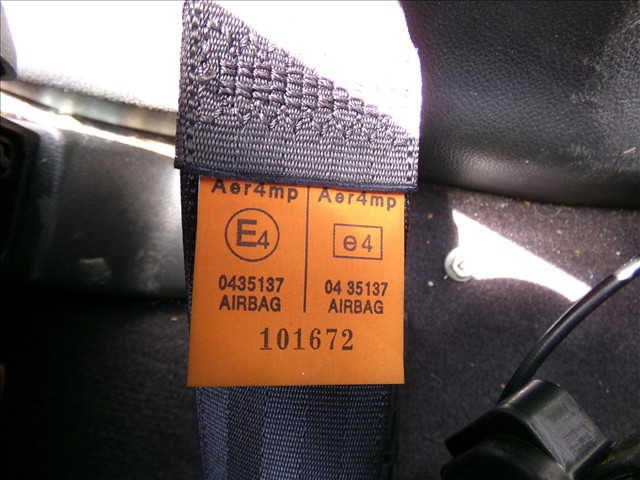 Aer4mp
E4
0435137
AIRBAG
Aer4mp
e4
04 35137
AIRBAG
101672